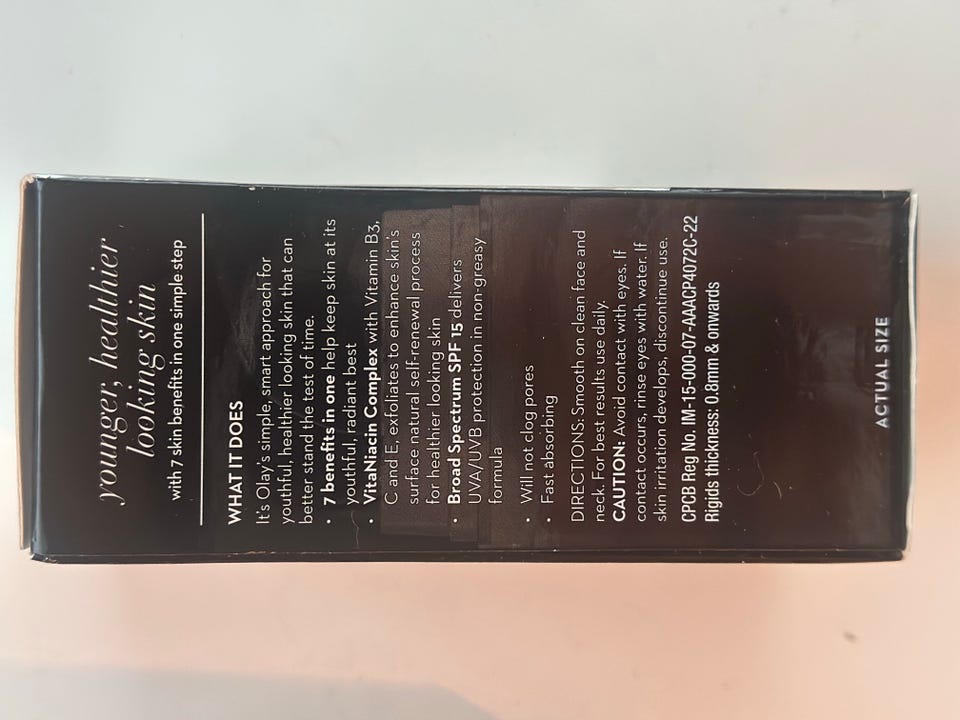 younger, healthier
looking skin
with 7 skin benefits in one simple step
WHAT IT DOES
It's Olay's simple, smart approach for
youthful, healthier looking skin that can
better stand the test of time.
• 7 benefits in one help keep skin at its
youthful, radiant best
• VitaNiacin Complex with Vitamin B3,
C and E, exfoliates to enhance skin's
surface natural self-renewal process
for healthier looking skin
• Broad Spectrum SPF 15 delivers
UVA/UVB protection in non-greasy
formula
• Will not clog pores
• Fast absorbing
DIRECTIONS: Smooth on clean face and
neck. For best results use daily.
CAUTION: Avoid contact with eyes. If
contact occurs, rinse eyes with water. If
skin irritation develops, discontinue use.
CPCB Reg No. IM-15-000-07-AAACP4072C-22
Rigids thickness: 0.8mm & onwards
ACTUAL SIZE